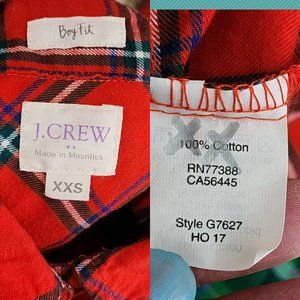 Boy Fit
J.CREW
Made in Mauritius
XXS
XX
100% Cotton
RN77388
CA56445
Style G7627
HO 17